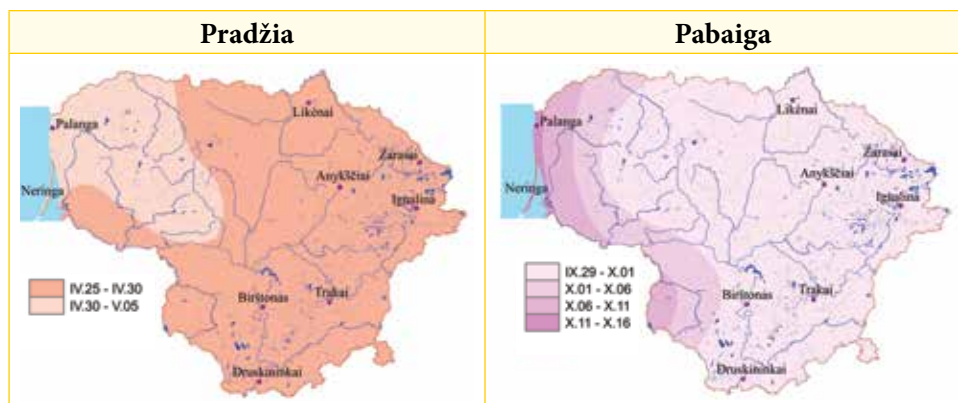 Pradžia
Palanga
Neringa
Likėnai
Zarasai
Anykščiai
Ignalina
Birštonas
Trakai
Druskininkai
IV.25 - IV.30
IV.30 - V.05
Pabaiga
Palanga
Neringa
Likėnai
Zarasai
Anykščiai
Ignalina
Birštonas
Trakai
Druskininkai
IX.29 - X.01
X.01 - X.06
X.06 - X.11
X.11 - X.16